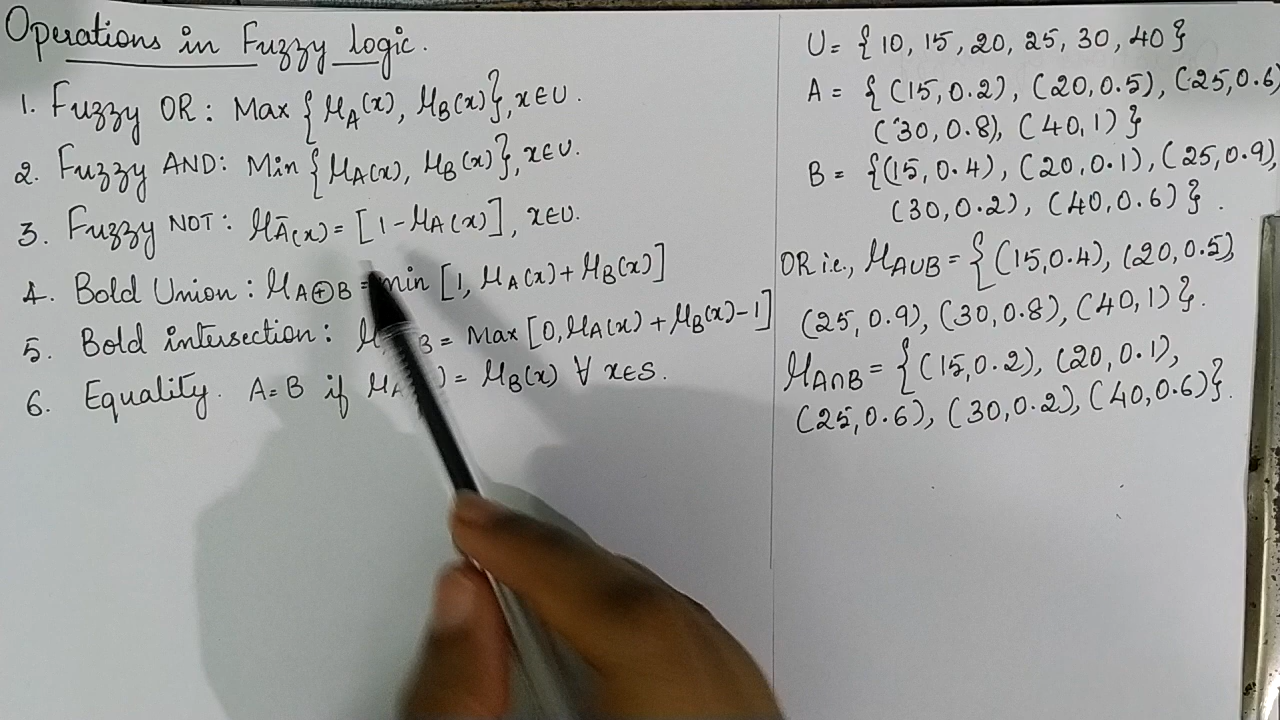 Operations in Fuzzy Logic.
1. Fuzzy OR: Max {μA(x), μB(x)}, x∈U.
2. Fuzzy AND: Min {μA(x), μB(x)}, x∈U.
3. Fuzzy NOT: μĀ(x) = [1-μA(x)], x∈U.
4. Bold Union: μA⊕B = min [1, μA(x) + μB(x)]
5. Bold intersection: B = Max [0, μA(x) + μB(x) - 1]
6. Equality. A=B if μA ) = μB(x) ∀ x∈S.
U = {10, 15, 20, 25, 30, 40}
A = {(15, 0.2), (20, 0.5), (25, 0.6)
(30, 0.8), (40, 1)}
B = {(15, 0.4), (20, 0.1), (25, 0.9),
(30, 0.2), (40, 0.6)}.
OR i.e., μA∪B = {(15, 0.4), (20, 0.5),
(25, 0.9), (30, 0.8), (40, 1)}.
μA∩B = {(15, 0.2), (20, 0.1),
(25, 0.6), (30, 0.2), (40, 0.6)}.